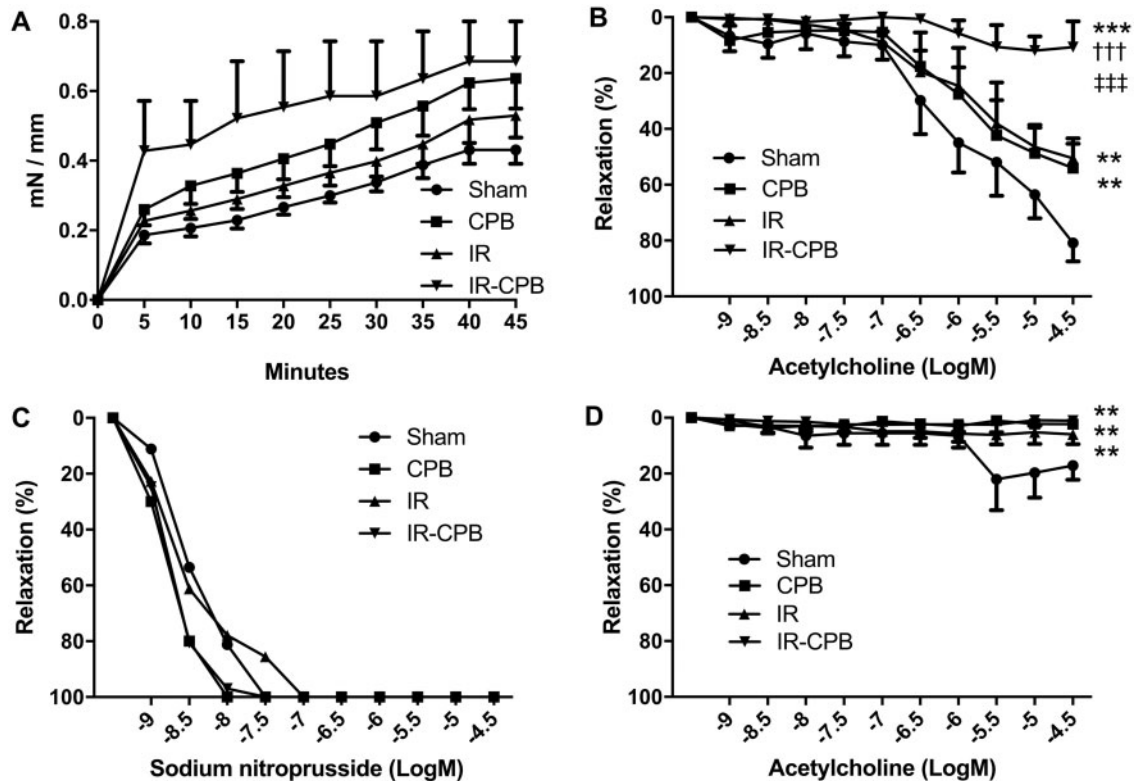 A
mN / mm
0.8
0.6
0.4
0.2
0.0
0 5 10 15 20 25 30 35 40 45
Minutes
Sham
CPB
IR
IR-CPB
B
Relaxation (%)
0
20
40
60
80
100
-9 -8.5 -8 -7.5 -7 -6.5 -6 -5.5 -5 -4.5
Acetylcholine (LogM)
Sham
CPB
IR
IR-CPB
***
†††
‡‡‡
**
**
C
Relaxation (%)
0
20
40
60
80
100
-9 -8.5 -8 -7.5 -7 -6.5 -6 -5.5 -5 -4.5
Sodium nitroprusside (LogM)
Sham
CPB
IR
IR-CPB
D
Relaxation (%)
0
20
40
60
80
100
-9 -8.5 -8 -7.5 -7 -6.5 -6 -5.5 -5 -4.5
Acetylcholine (LogM)
Sham
CPB
IR
IR-CPB
**
**
**